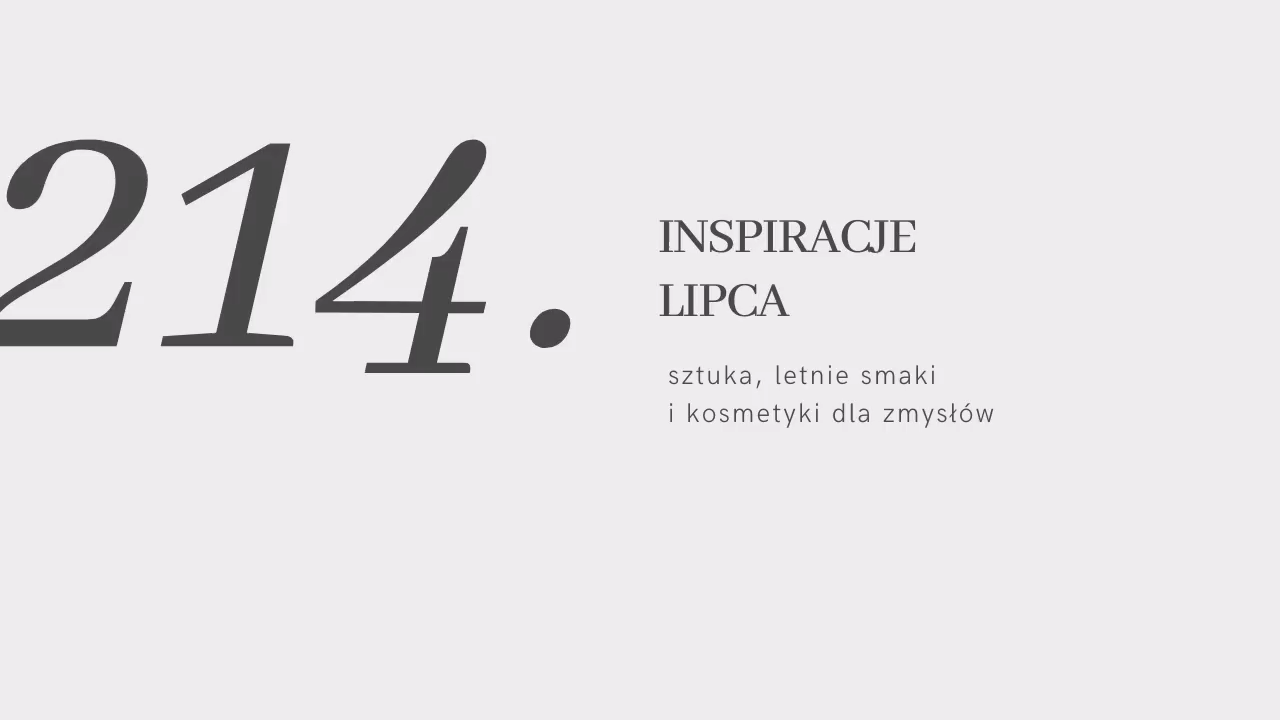 214.
INSPIRACJE
LIPCA
sztuka, letnie smaki
i kosmetyki dla zmysłów